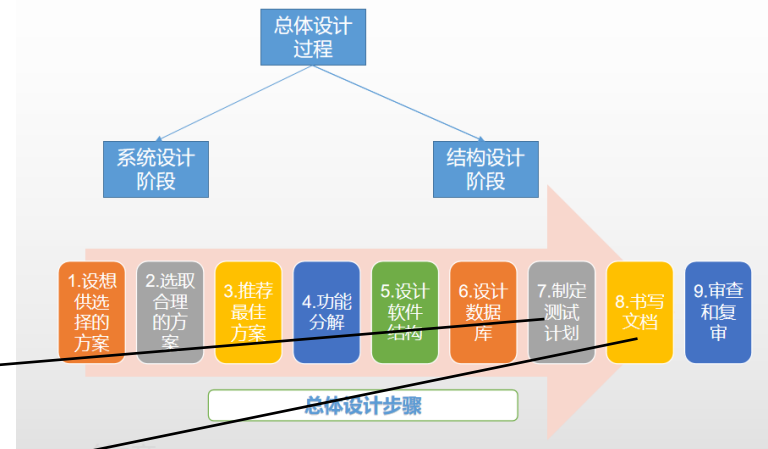 总体设计
过程
系统设计
阶段
结构设计
阶段
1.设想
供选
择的
方案
2.选取
合理
的方
案
3.推荐
最佳
方案
4.功能
分解
5.设计
软件
结构
6.设计
数据
库
7.制定
测试
计划
8.书写
文档
9.审查
和复
审
总体设计步骤